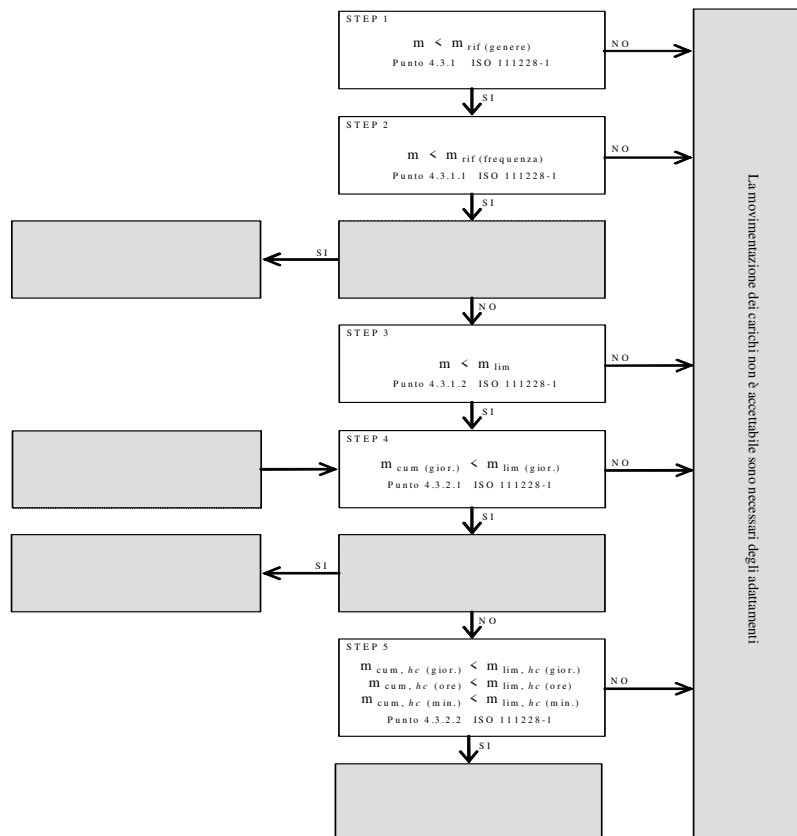 STEP 1
m < m rif (genere)
Punto 4.3.1 ISO 111228-1
NO
SI
STEP 2
m < m rif (frequenza)
Punto 4.3.1.1 ISO 111228-1
NO
SI
SI
NO
STEP 3
m < m lim
Punto 4.3.1.2 ISO 111228-1
NO
SI
STEP 4
m cum (gior.) < m lim (gior.)
Punto 4.3.2.1 ISO 111228-1
NO
SI
SI
NO
STEP 5
m cum, hc (gior.) < m lim, hc (gior.)
m cum, hc (ore) < m lim, hc (ore)
m cum, hc (min.) < m lim, hc (min.)
Punto 4.3.2.2 ISO 111228-1
NO
SI
La movimentazione dei carichi non è accettabile sono necessari degli adattamenti